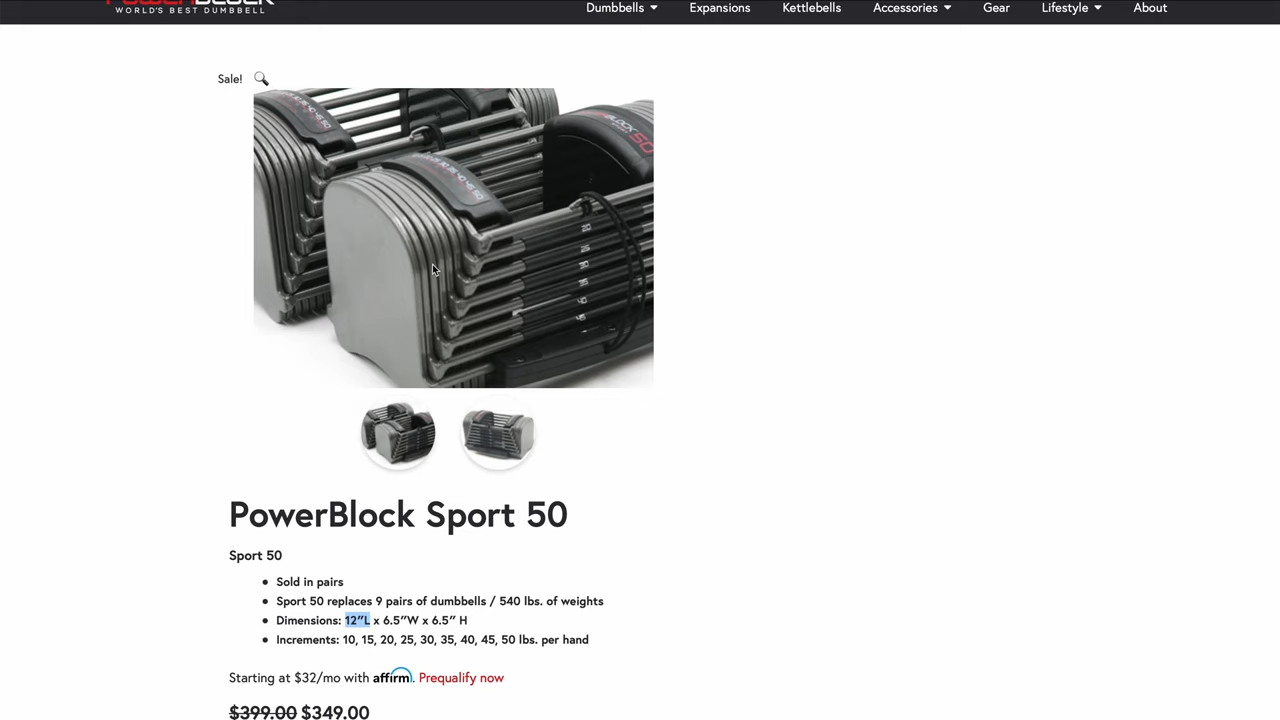 WORLD'S BEST DUMBBELL
Dumbbells
Expansions
Kettlebells
Accessories
Gear
Lifestyle
About
Sale!
50
PowerBlock Sport 50
Sport 50
Sold in pairs
Sport 50 replaces 9 pairs of dumbbells / 540 lbs. of weights
Dimensions: 12″L x 6.5″W x 6.5″ H
Increments: 10, 15, 20, 25, 30, 35, 40, 45, 50 lbs. per hand
Starting at $32/mo with affirm. Prequalify now
$399.00 $349.00